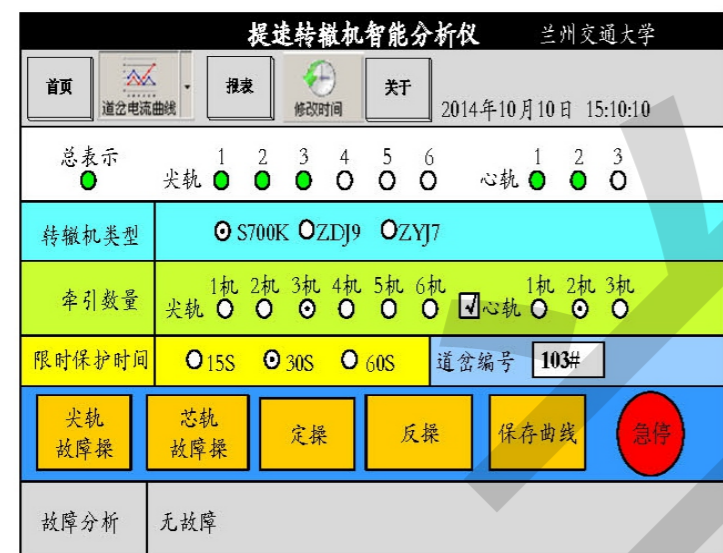 提速转辙机智能分析仪 兰州交通大学
首页 道岔电流曲线 报表 修改时间 关于 2014年10月10日 15:10:10
总表示 尖轨 1 2 3 4 5 6 心轨 1 2 3
转辙机类型 S700K ZDJ9 ZYJ7
牵引数量 尖轨 1机 2机 3机 4机 5机 6机 心轨 1机 2机 3机
限时保护时间 15S 30S 60S 道岔编号 103#
尖轨故障操 芯轨故障操 定操 反操 保存曲线 急停
故障分析 无故障